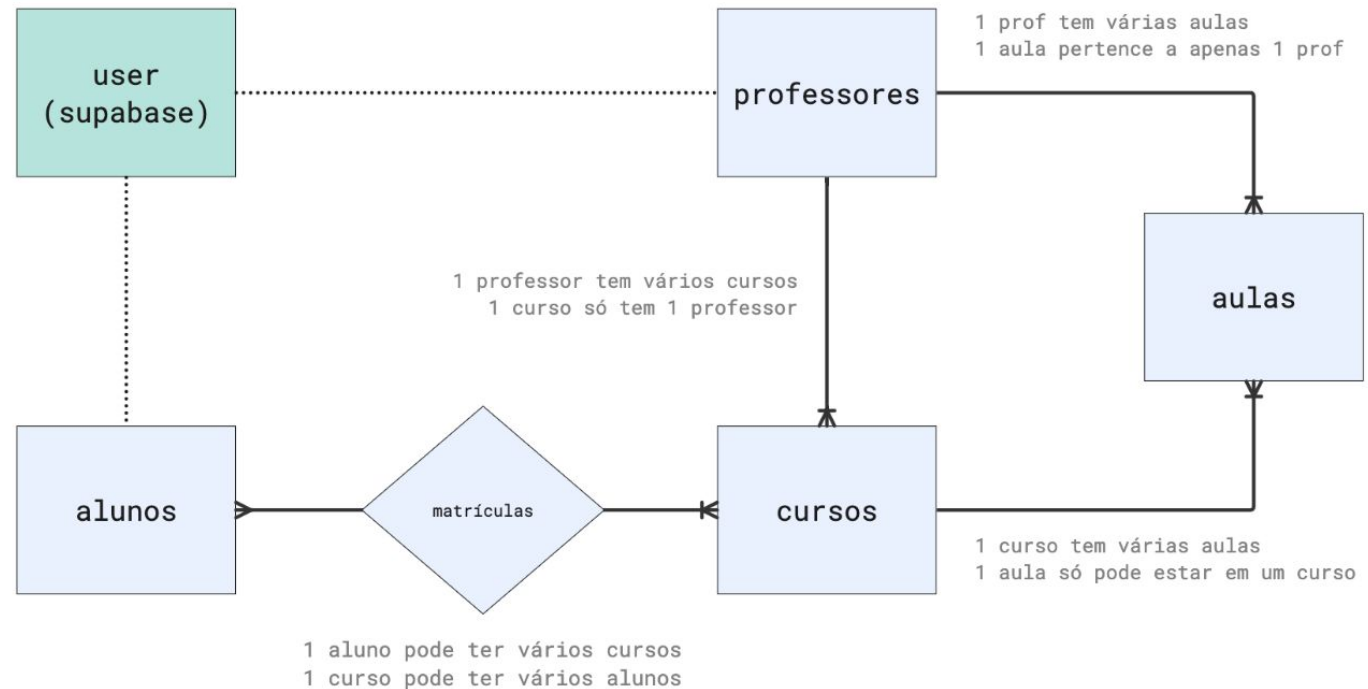 user
(supabase)
professores
1 prof tem várias aulas
1 aula pertence a apenas 1 prof
1 professor tem vários cursos
1 curso só tem 1 professor
aulas
alunos
matrículas
cursos
1 curso tem várias aulas
1 aula só pode estar em um curso
1 aluno pode ter vários cursos
1 curso pode ter vários alunos